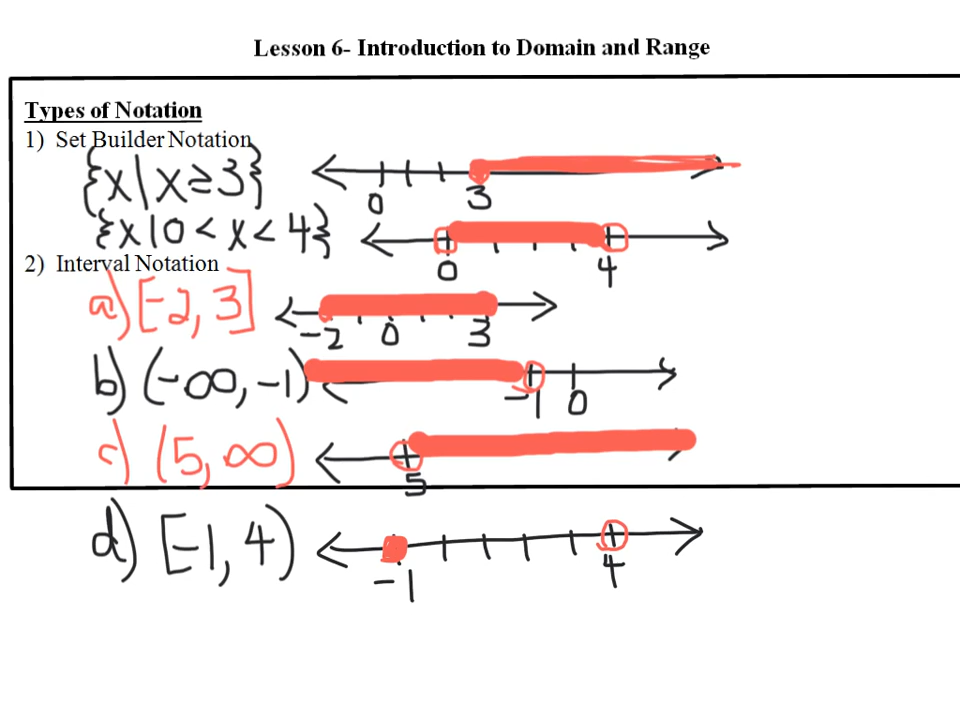 Lesson 6- Introduction to Domain and Range
Types of Notation
1) Set Builder Notation
{x|x≥3}
0 3
{x|0<x<4}
0 4
2) Interval Notation
a) [-2, 3]
-2 0 3
b) (-∞, -1)
-1 0
c) (5, ∞)
5
d) [-1, 4)
-1 4